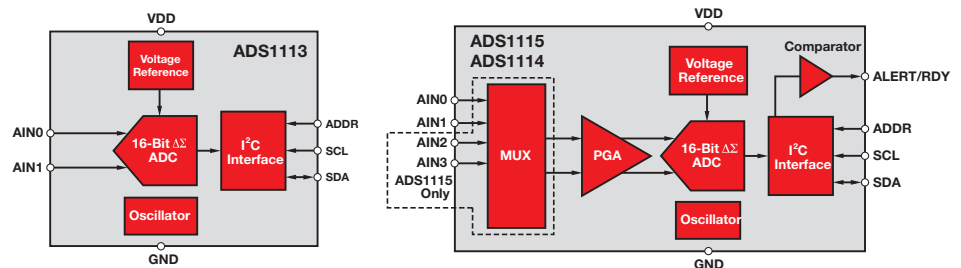 VDD
ADS1113
Voltage
Reference
AIN0
AIN1
16-Bit ΔΣ
ADC
I²C
Interface
ADDR
SCL
SDA
Oscillator
GND
VDD
ADS1115
ADS1114
Comparator
Voltage
Reference
ALERT/RDY
AIN0
AIN1
AIN2
AIN3
ADS1115
Only
MUX
PGA
16-Bit ΔΣ
ADC
I²C
Interface
ADDR
SCL
SDA
Oscillator
GND